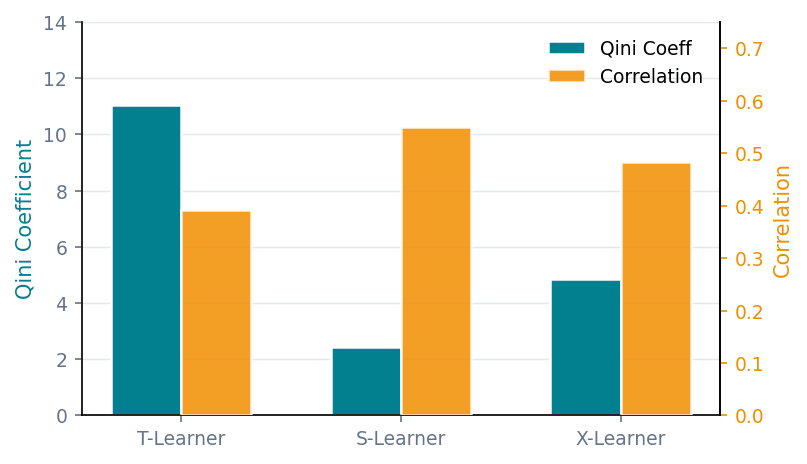 14
12
10
8
6
4
2
0
Qini Coefficient
Qini Coeff
Correlation
0.7
0.6
0.5
0.4
0.3
0.2
0.1
0.0
Correlation
T-Learner
S-Learner
X-Learner